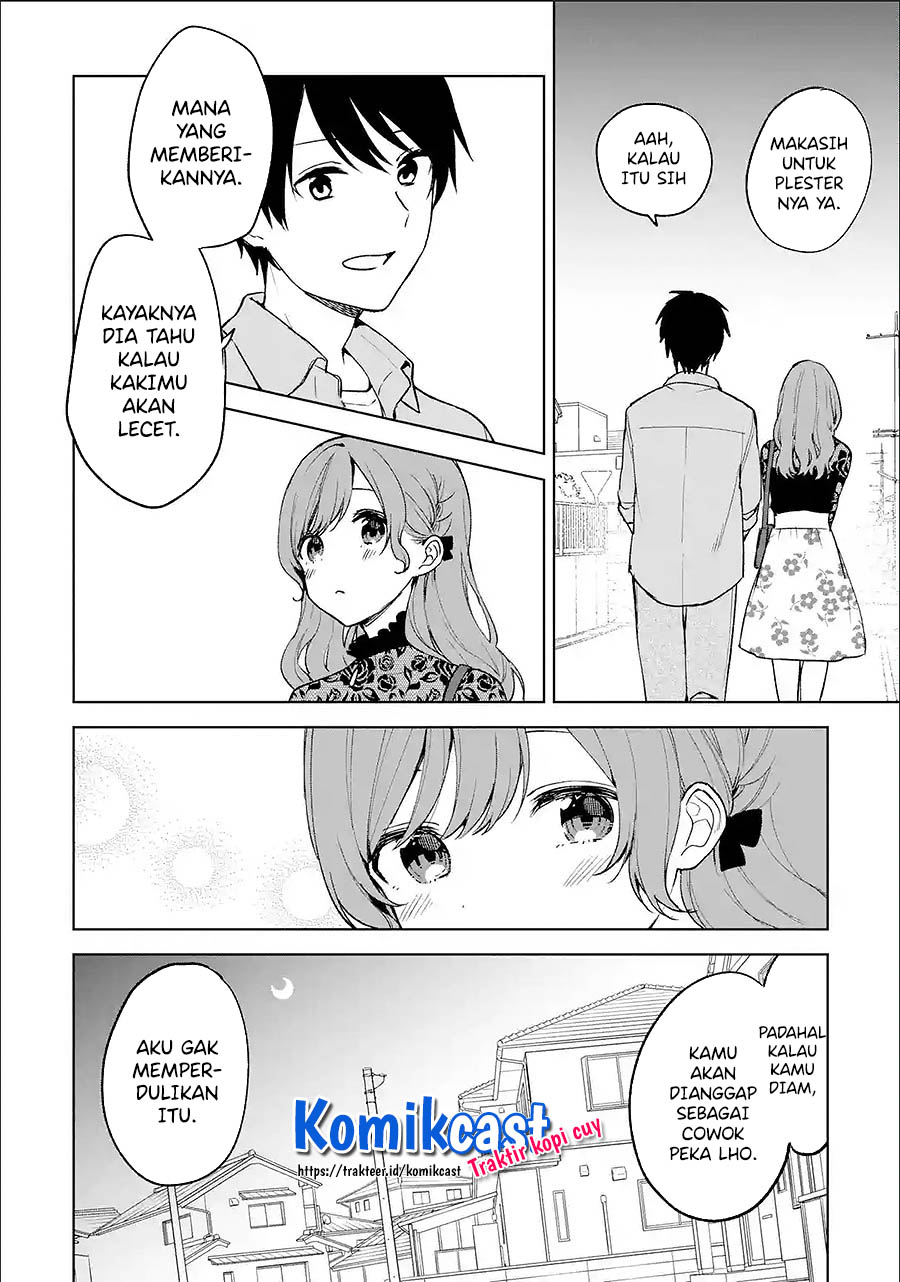 MAKASIH
UNTUK
PLESTER
NYA YA.
AAH,
KALAU
ITU SIH
MANA
YANG
MEMBERI-
KANNYA.
KAYAKNYA
DIA TAHU
KALAU
KAKIMU
AKAN
LECET.
PADAHAL
KALAU
KAMU
DIAM,
KAMU
AKAN
DIANGGAP
SEBAGAI
COWOK
PEKA LHO.
AKU GAK
MEMPER-
DULIKAN
ITU.
Komikcast
Traktir kopi cuy
https://trakteer.id/komikcast